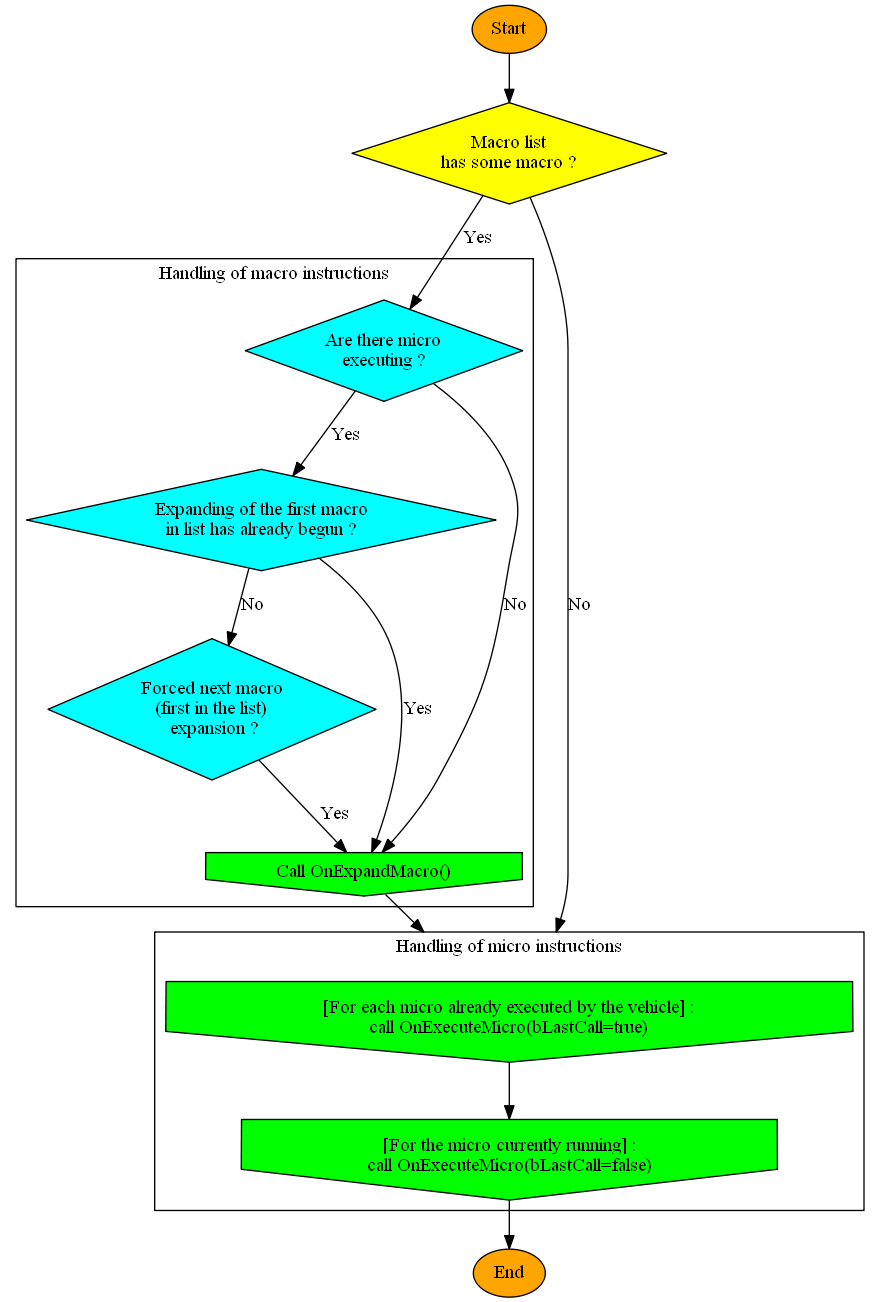 Start
Macro list
has some macro ?
Yes
Handling of macro instructions
Are there micro
executing ?
Yes
Expanding of the first macro
in list has already begun ?
No
No
No
Forced next macro
(first in the list)
expansion ?
Yes
Yes
Call OnExpandMacro()
Handling of micro instructions
[For each micro already executed by the vehicle] :
call OnExecuteMicro(bLastCall=true)
[For the micro currently running] :
call OnExecuteMicro(bLastCall=false)
End